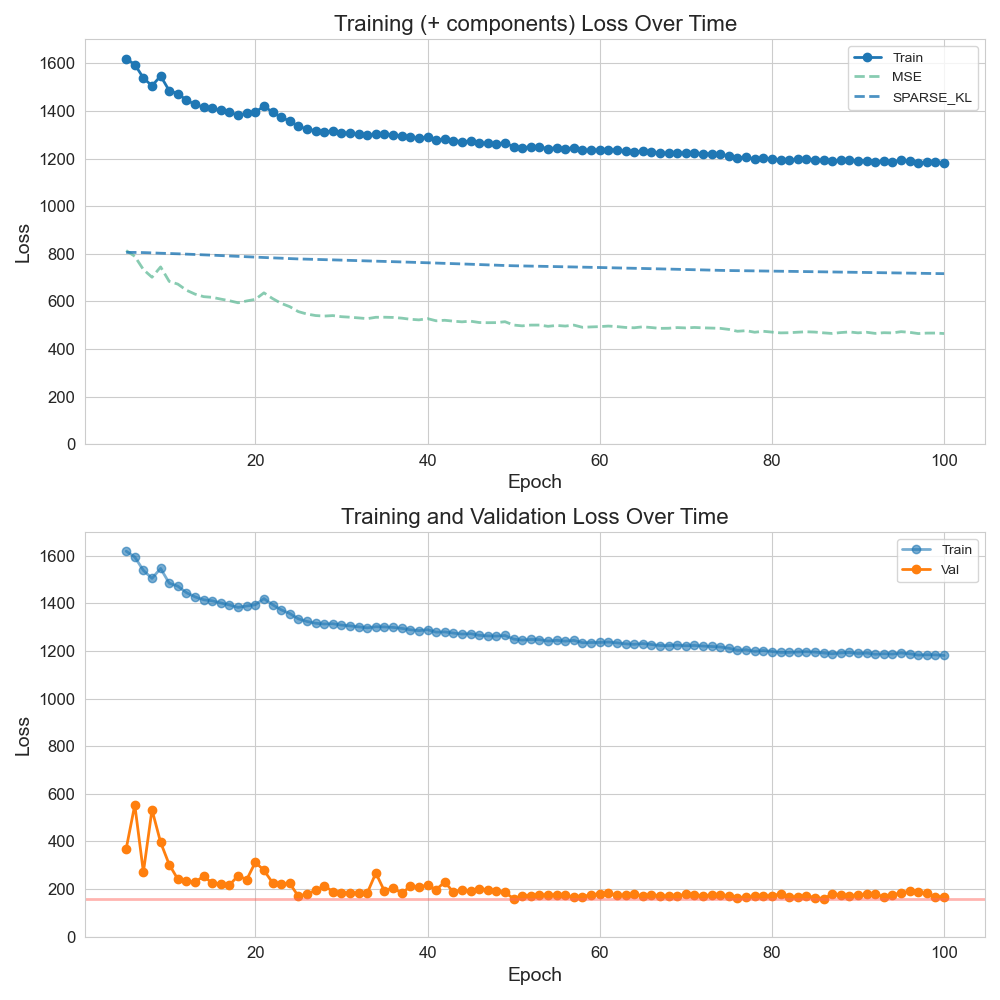 Training (+ components) Loss Over Time
Train
MSE
SPARSE_KL
Loss
1600
1400
1200
1000
800
600
400
200
0
20 40 60 80 100
Epoch
Training and Validation Loss Over Time
Train
Val
Loss
1600
1400
1200
1000
800
600
400
200
0
20 40 60 80 100
Epoch